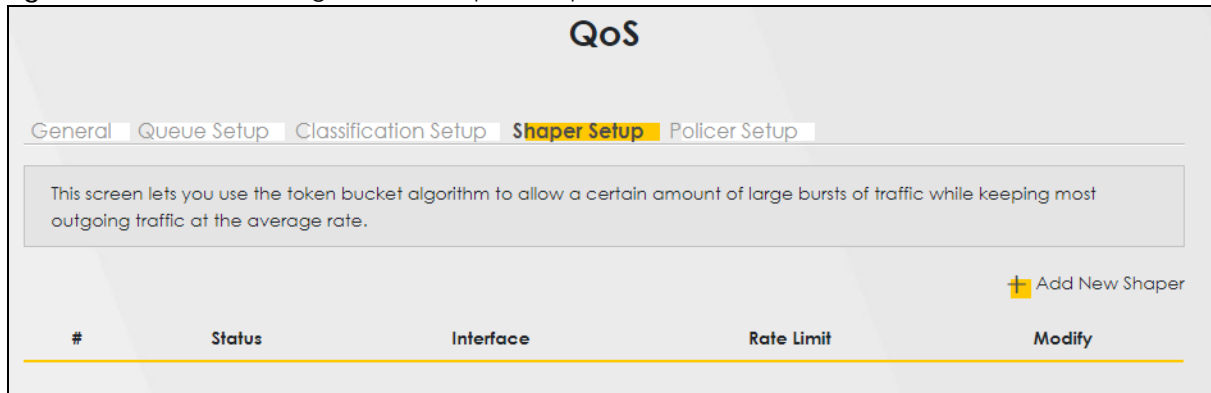 QoS
General Queue Setup Classification Setup Shaper Setup Policer Setup
This screen lets you use the token bucket algorithm to allow a certain amount of large bursts of traffic while keeping most
outgoing traffic at the average rate.
+ Add New Shaper
# Status Interface Rate Limit Modify